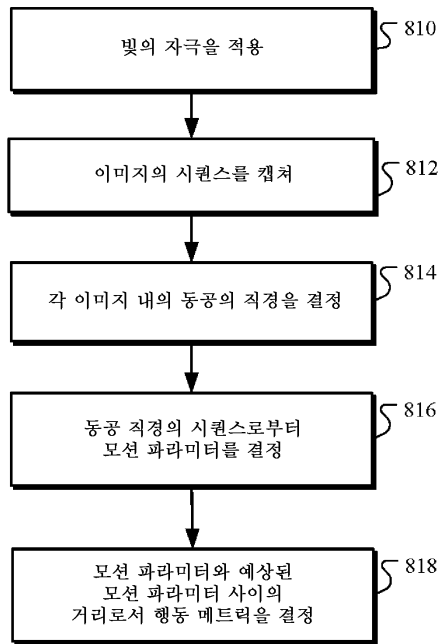 빛의 자극을 적용
810
이미지의 시퀀스를 캡쳐
812
각 이미지 내의 동공의 직경을 결정
814
동공 직경의 시퀀스로부터
모션 파라미터를 결정
816
모션 파라미터와 예상된
모션 파라미터 사이의
거리로서 행동 메트릭을 결정
818